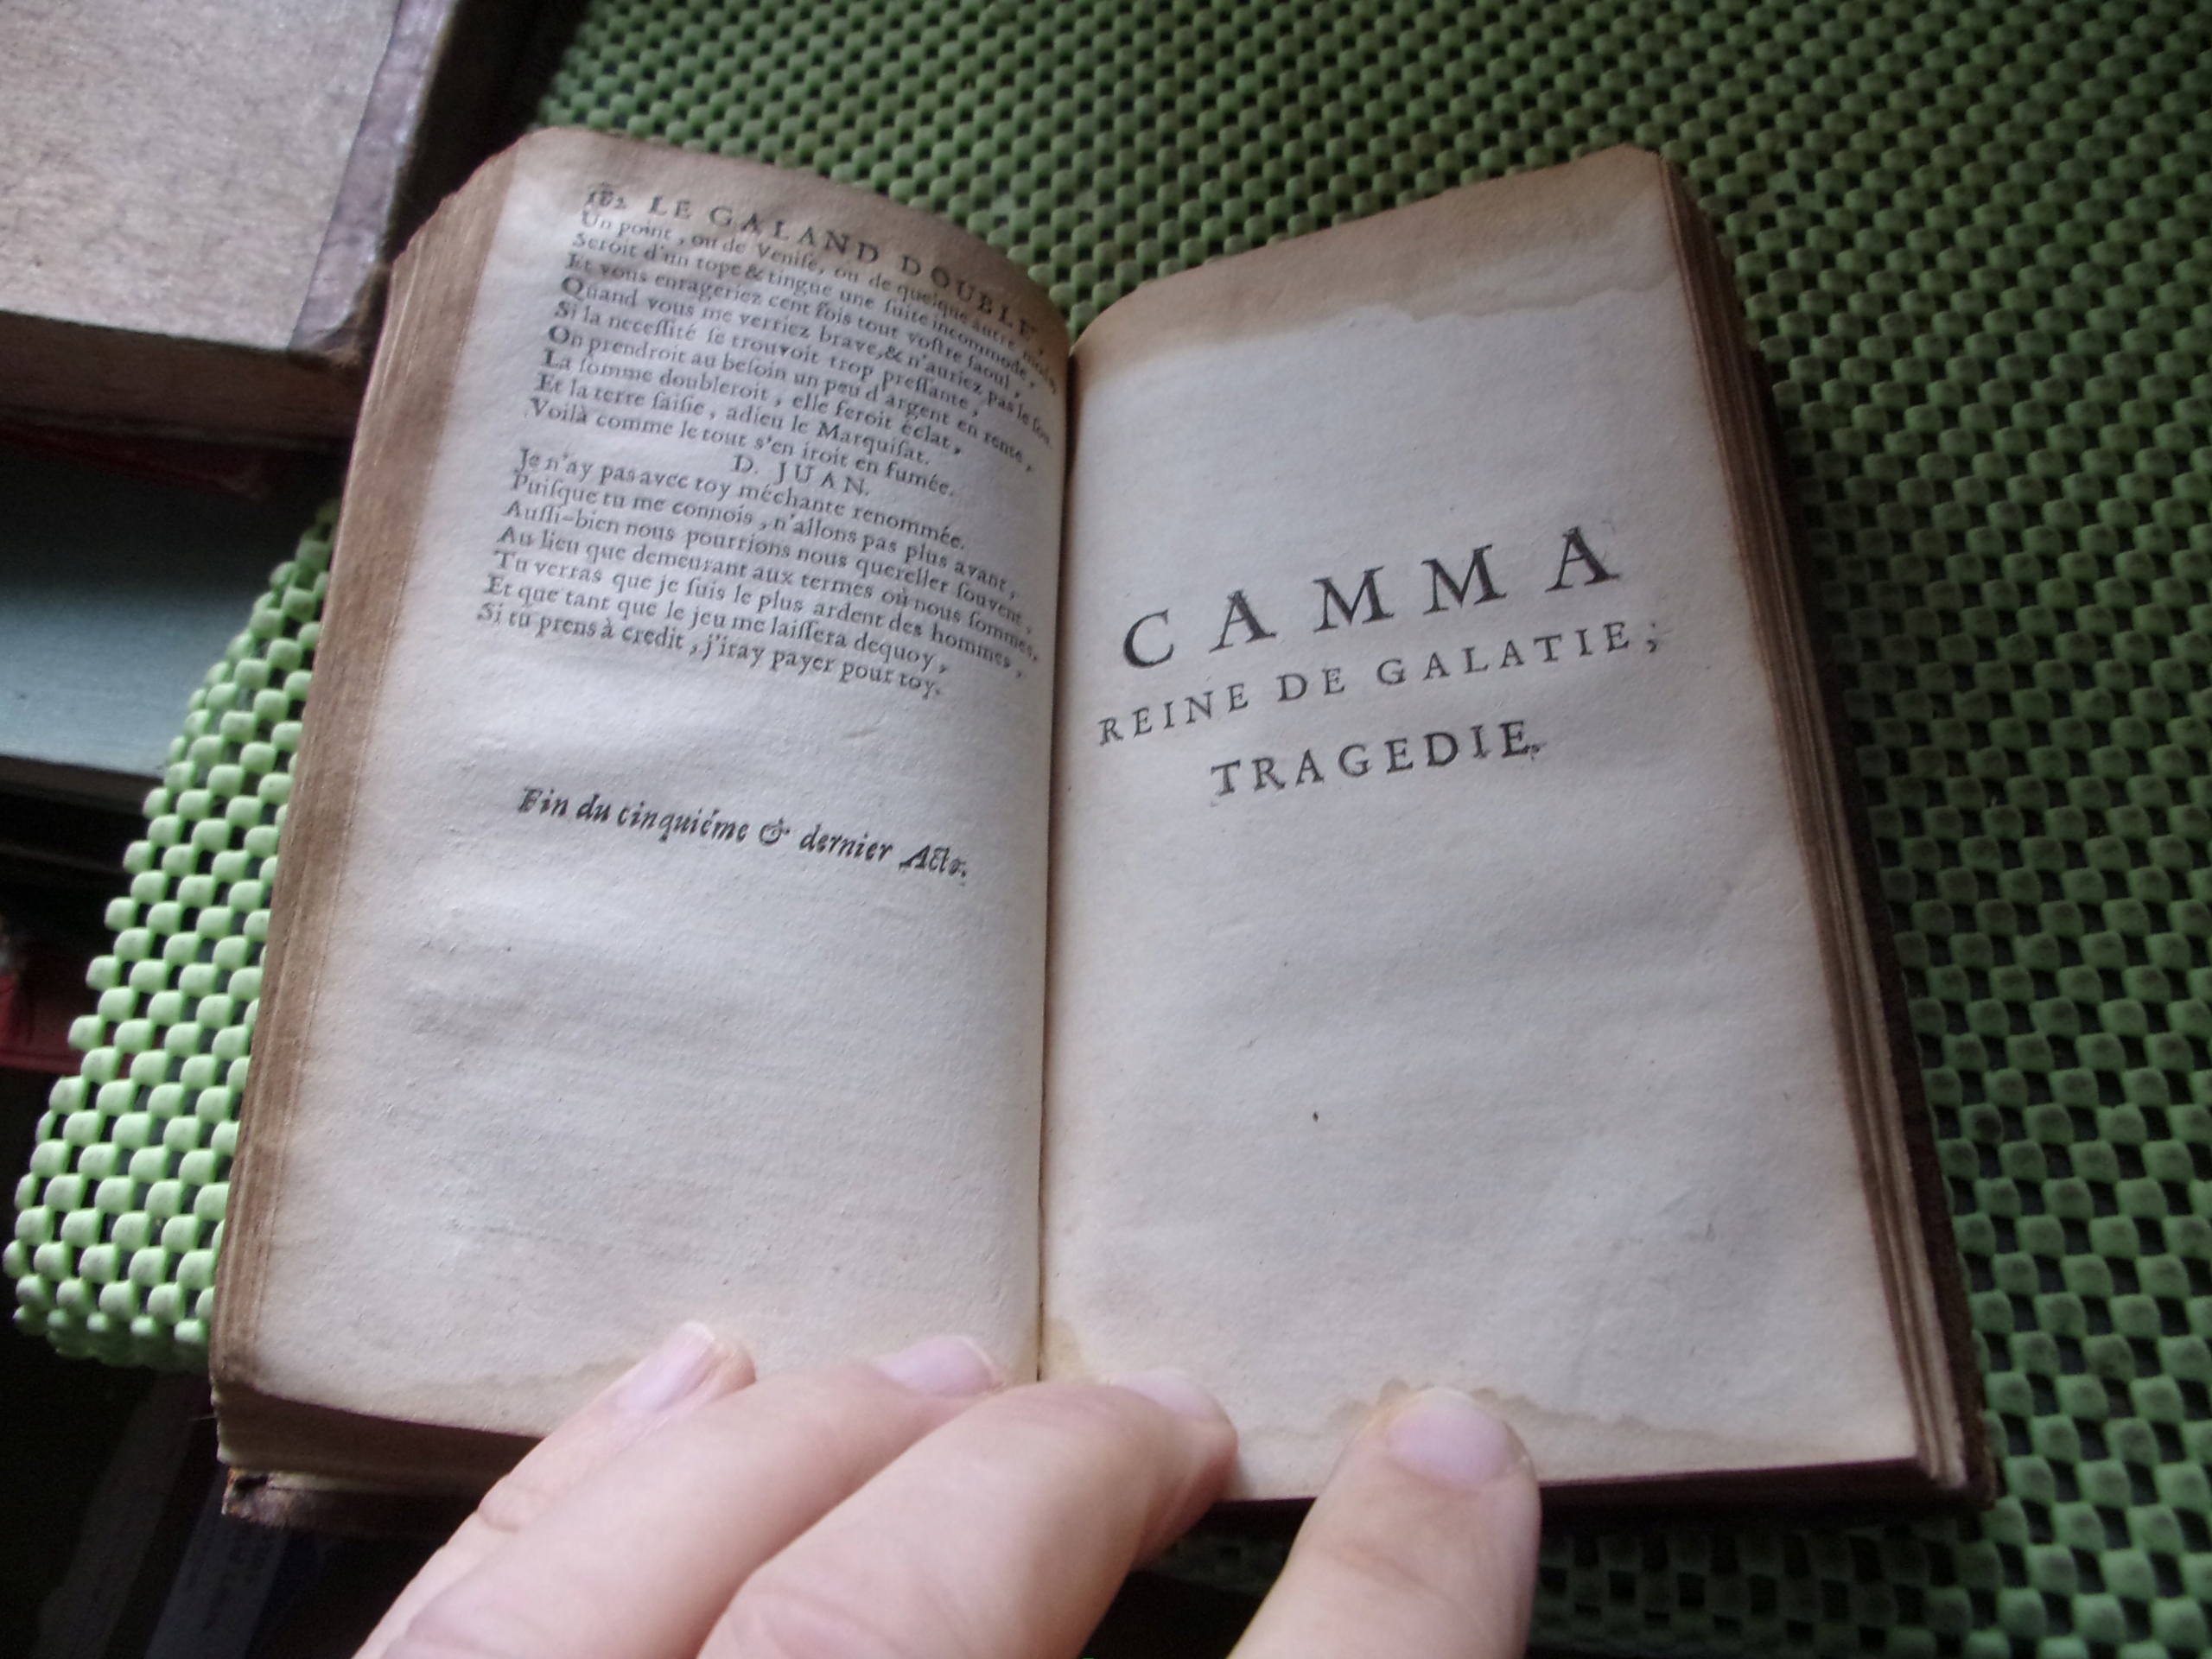 182 LE GALAND DOUBLE,
Un point, ou de Veniſe, ou de quelque autre mode,
Seroit d'un tope & tingue une ſuite incommode,
Et vous enrageriez cent fois tout voſtre ſaoul,
Quand vous me verriez brave, & n'auriez pas le ſou.
Si la neceſſité ſe trouvoit trop preſſante,
On prendroit au beſoin un peu d'argent en rente,
La ſomme doubleroit, elle feroit éclat,
Et la terre ſaiſie, adieu le Marquiſat.
Voilà comme le tout s'en iroit en fumée.
D. JUAN.
Je n'ay pas avec toy méchante renommée.
Puiſque tu me connois, n'allons pas plus avant,
Auſſi-bien nous pourrions nous quereller ſouvent,
Au lieu que demeurant aux termes où nous ſommes,
Tu verras que je ſuis le plus ardent des hommes,
Et que tant que le jeu me laiſſera dequoy,
Si tu prens à credit, j'iray payer pour toy.
Fin du cinquiéme & dernier Acte.
CAMMA
REINE DE GALATIE;
TRAGEDIE.